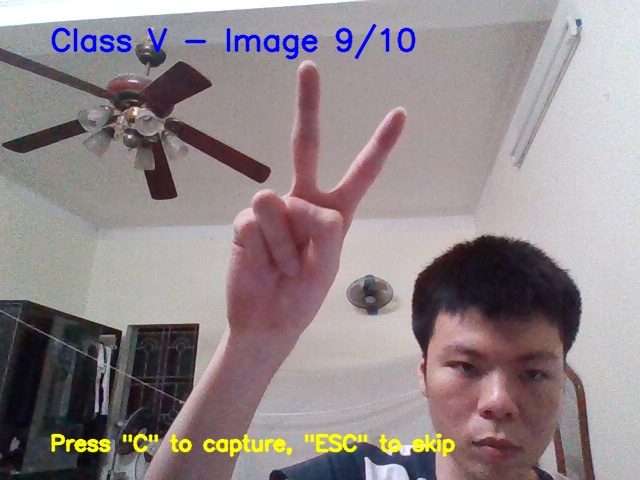 Class V - Image 9/10
Press "C" to capture, "ESC" to skip